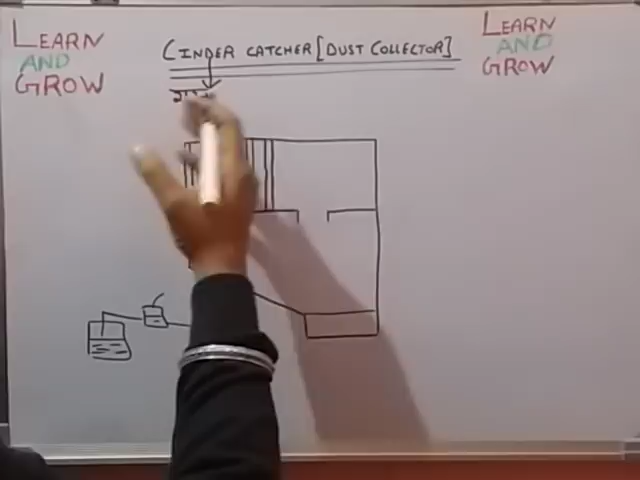 LEARN
AND
GROW
CINDER CATCHER [DUST COLLECTOR]
LEARN
AND
GROW